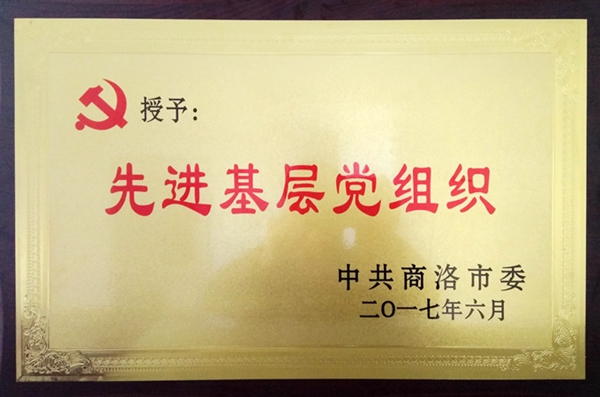 授予：
先进基层党组织
中共商洛市委
二〇一七年六月